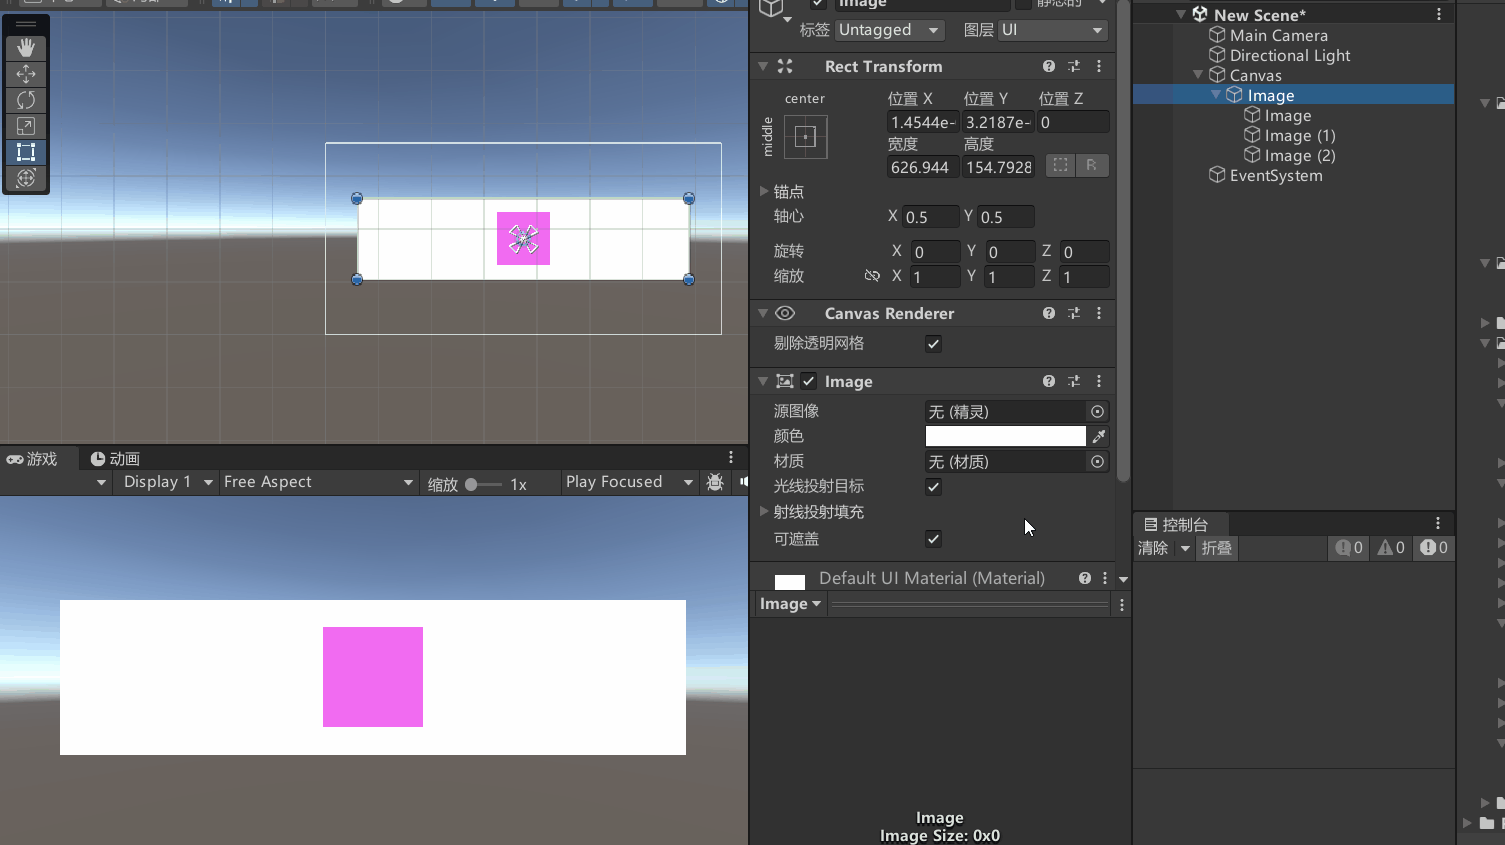 Image
静态的
标签 Untagged 图层 UI
Rect Transform
center
middle
位置 X 位置 Y 位置 Z
1.4544e- 3.2187e- 0
宽度 高度
626.944 154.7928 R
锚点
轴心 X 0.5 Y 0.5
旋转 X 0 Y 0 Z 0
缩放 X 1 Y 1 Z 1
Canvas Renderer
剔除透明网格
Image
源图像 无 (精灵)
颜色
材质 无 (材质)
光线投射目标
射线投射填充
可遮盖
Default UI Material (Material)
Image
Image
Image Size: 0x0
游戏 动画
Display 1 Free Aspect 缩放 1x Play Focused
New Scene*
Main Camera
Directional Light
Canvas
Image
Image
Image (1)
Image (2)
EventSystem
控制台
清除 折叠 0 0 0